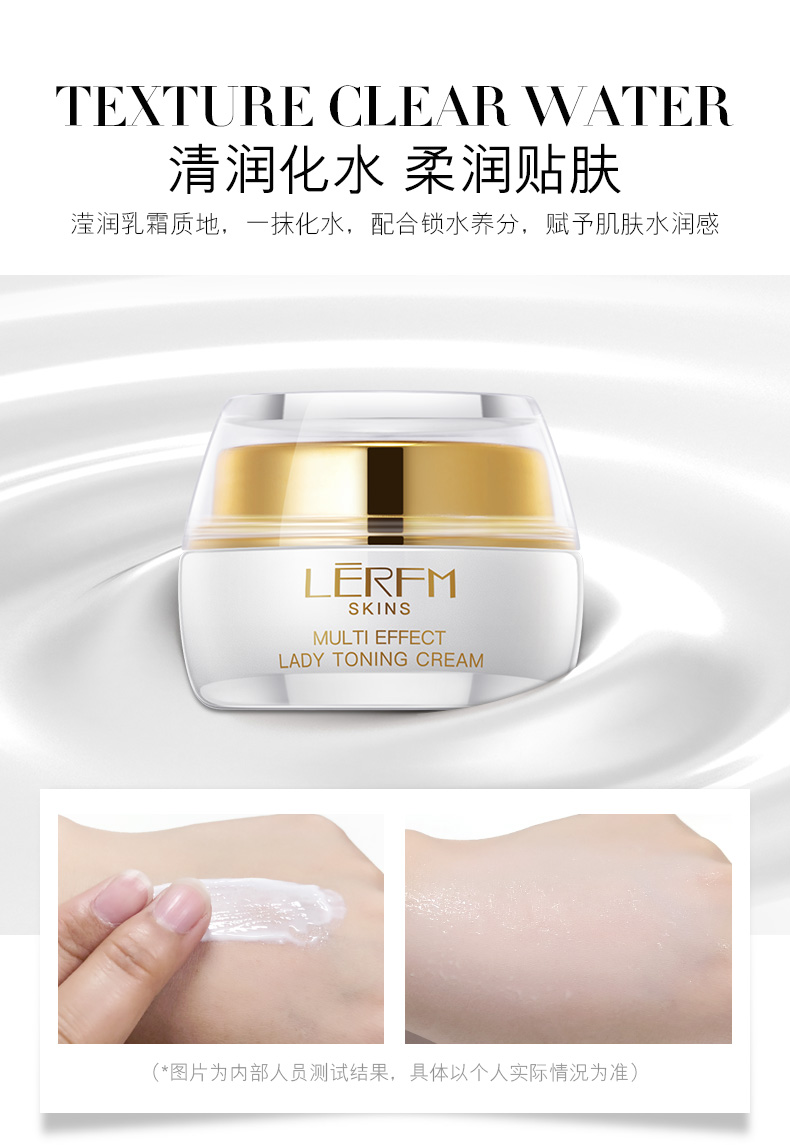 TEXTURE CLEAR WATER
清润化水 柔润贴肤
滢润乳霜质地，一抹化水，配合锁水养分，赋予肌肤水润感
LĒRFM
SKINS
MULTI EFFECT
LADY TONING CREAM
（*图片为内部人员测试结果，具体以个人实际情况为准）